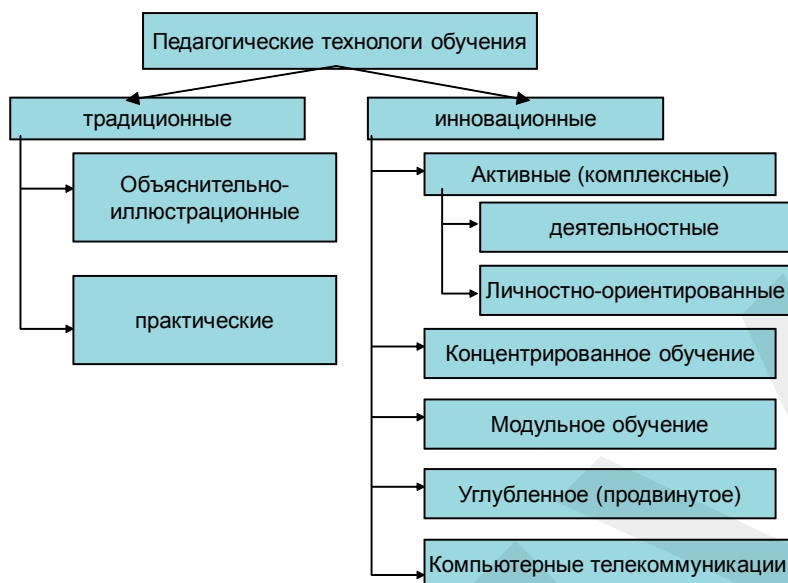 Педагогические технологи обучения
традиционные
инновационные
Объяснительно-
иллюстрационные
практические
Активные (комплексные)
деятельностные
Личностно-ориентированные
Концентрированное обучение
Модульное обучение
Углубленное (продвинутое)
Компьютерные телекоммуникации